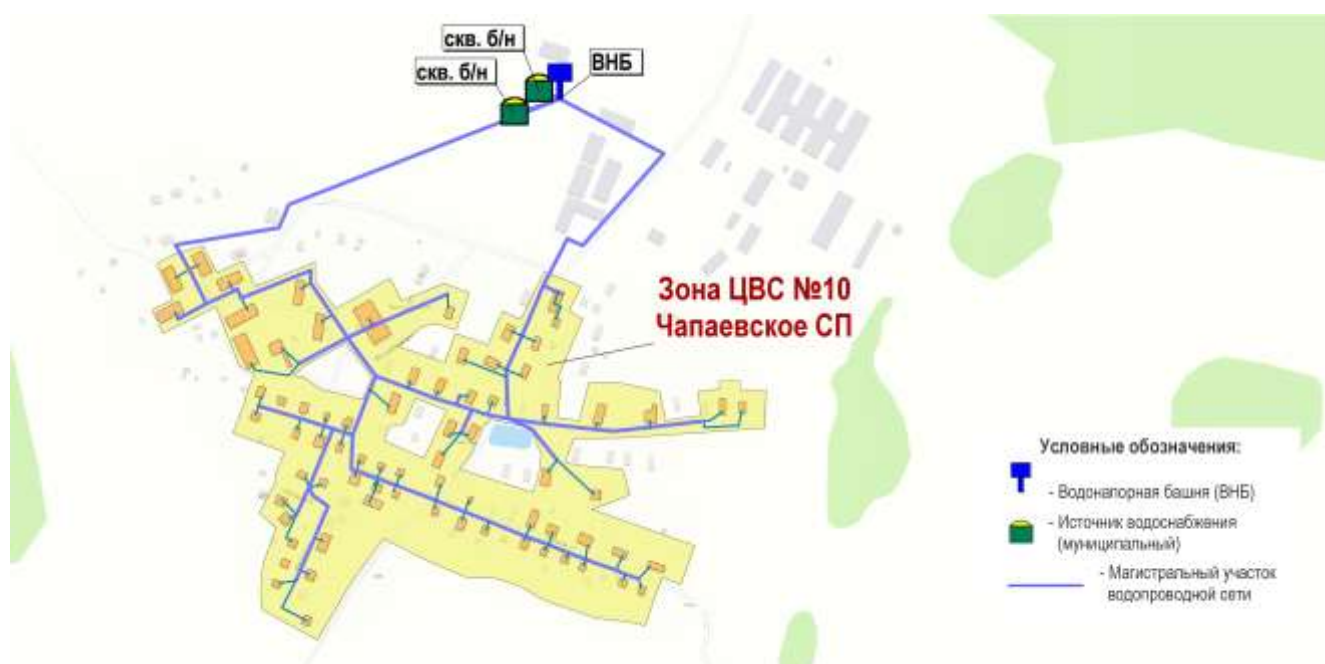 скв. б/н
скв. б/н
ВНБ
Зона ЦВС №10
Чапаевское СП
Условные обозначения:
- Водонапорная башня (ВНБ)
- Источник водоснабжения
(муниципальный)
- Магистральный участок
водопроводной сети